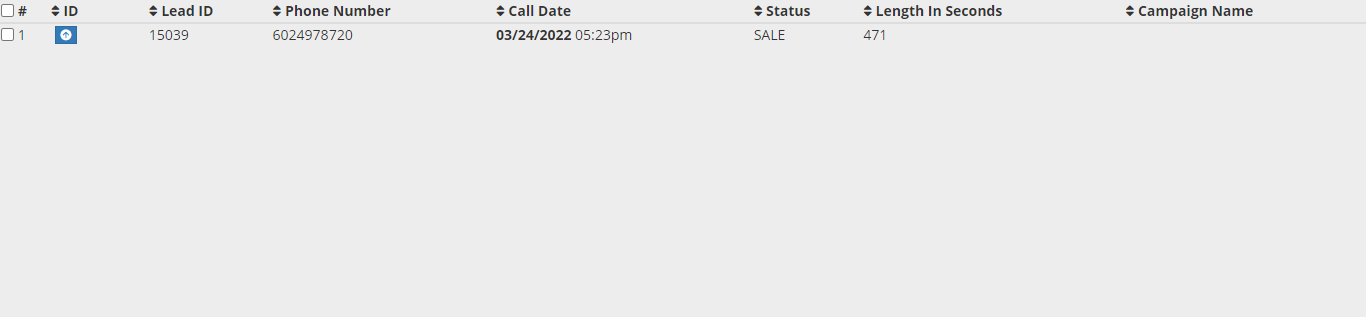 # ID Lead ID Phone Number Call Date Status Length In Seconds Campaign Name
1 15039 6024978720 03/24/2022 05:23pm SALE 471